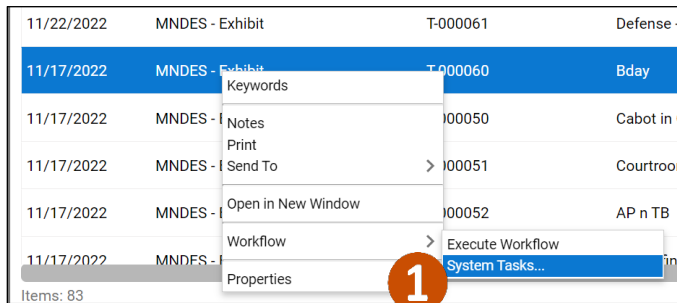 11/22/2022 MNDES - Exhibit T-000061 Defense -
11/17/2022 MNDES - Exhibit T-000060 Bday
Keywords
11/17/2022 MNDES - 000050 Cabot in
Notes
Print
11/17/2022 MNDES - 000051 Courtroo
Send To
Open in New Window
11/17/2022 MNDES - 000052 AP n TB
Workflow
Execute Workflow
11/17/2022 MNDES -
System Tasks...
1
Properties
Items: 83